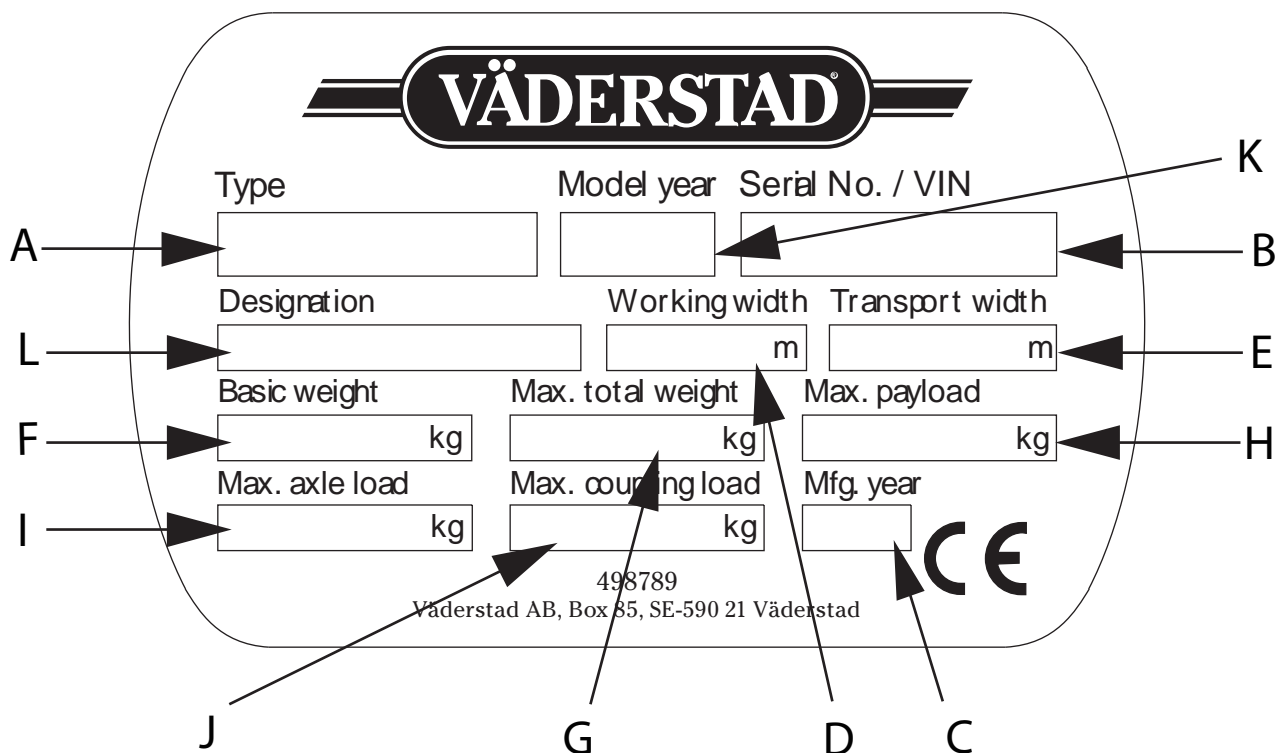 VÄDERSTAD®
K
Type Model year Serial No. / VIN
A B
Designation Working width Transport width
L m m E
Basic weight Max. total weight Max. payload
F kg kg kg H
Max. axle load Max. coupling load Mfg. year
I kg kg CE
498789
Väderstad AB, Box 85, SE-590 21 Väderstad
J G D C